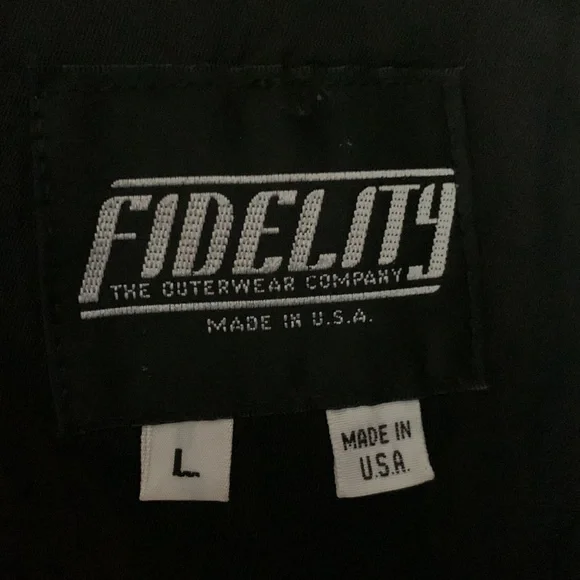 FIDELITY
THE OUTERWEAR COMPANY
MADE IN U.S.A.
L
MADE IN
U.S.A.